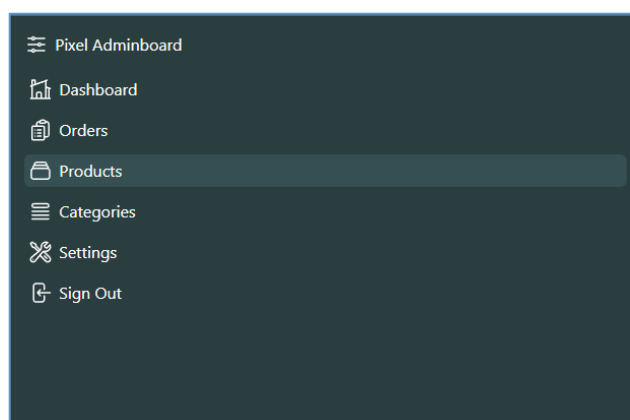 Pixel Adminboard
Dashboard
Orders
Products
Categories
Settings
Sign Out